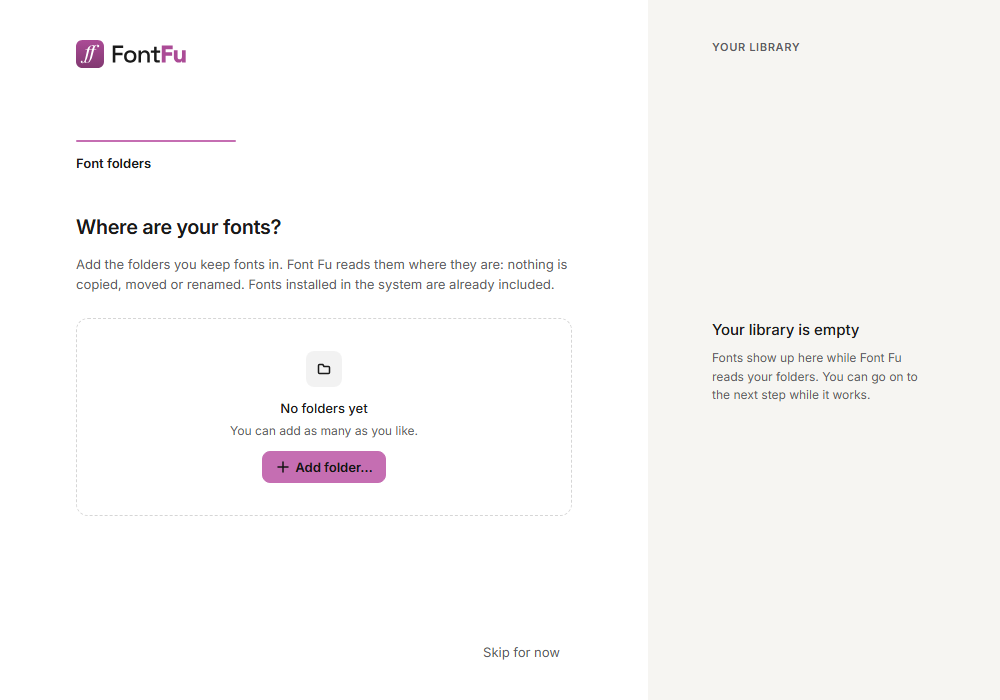 ff FontFu
Font folders
Where are your fonts?
Add the folders you keep fonts in. Font Fu reads them where they are: nothing is
copied, moved or renamed. Fonts installed in the system are already included.
No folders yet
You can add as many as you like.
Add folder...
Skip for now
YOUR LIBRARY
Your library is empty
Fonts show up here while Font Fu
reads your folders. You can go on to
the next step while it works.